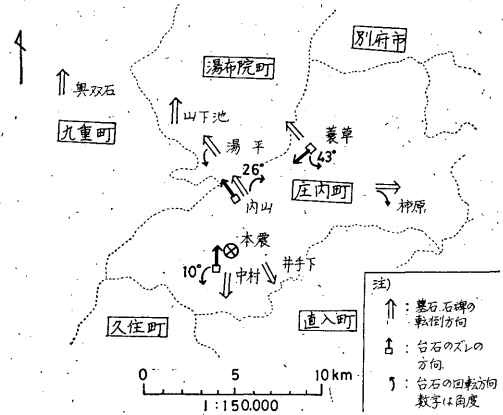 別府市
湯布院町
奥双石
山下池
九重町
湯平
蓑草
43°
26°
内山
庄内町
柿原
本震
10°
中村
井手下
久住町
直入町
注)
:墓石、石碑の
転倒方向
:台石のズレの
方向
:台石の回転方向
数字は角度
0 5 10km
1:150,000